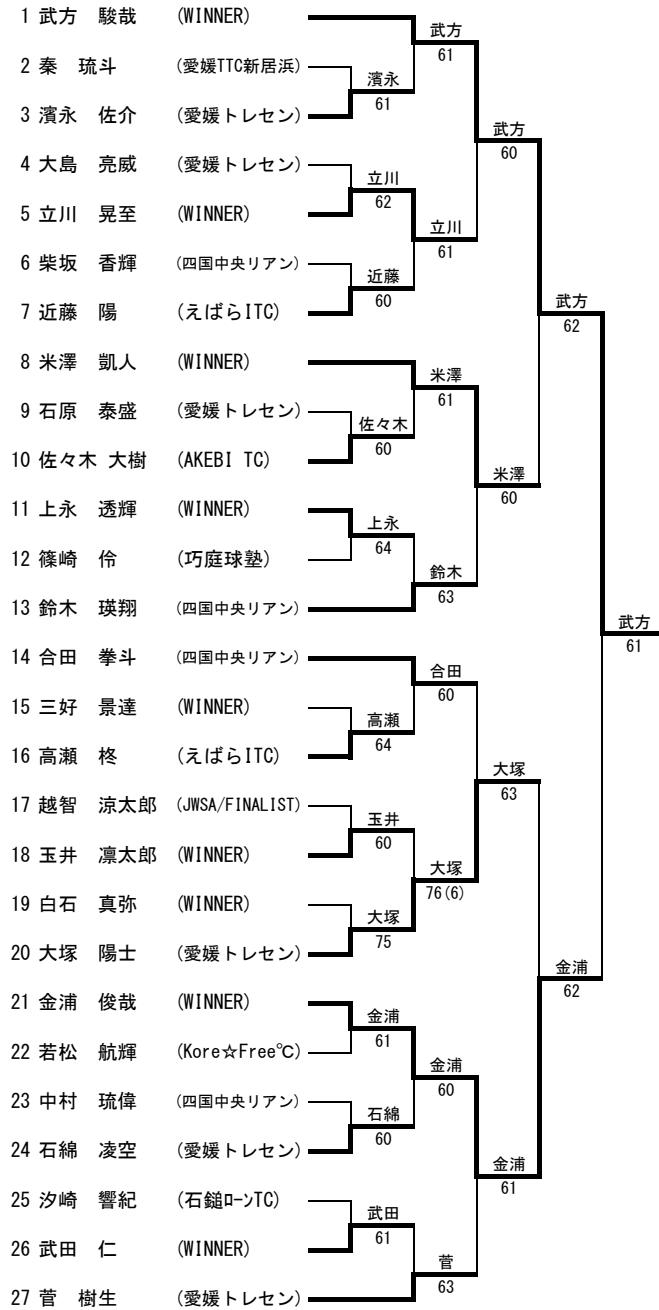 1 武方 駿哉 (WINNER)
武方
61
2 秦 琉斗 (愛媛TTC新居浜)
濱永
61
3 濱永 佐介 (愛媛トレセン)
武方
60
4 大島 亮威 (愛媛トレセン)
立川
62
5 立川 晃至 (WINNER)
立川
61
6 柴坂 香輝 (四国中央リアン)
近藤
60
7 近藤 陽 (えばらITC)
武方
62
8 米澤 凱人 (WINNER)
米澤
61
9 石原 泰盛 (愛媛トレセン)
佐々木
60
10 佐々木 大樹 (AKEBI TC)
米澤
60
11 上永 透輝 (WINNER)
上永
64
12 篠崎 伶 (巧庭球塾)
鈴木
63
13 鈴木 瑛翔 (四国中央リアン)
武方
61
14 合田 拳斗 (四国中央リアン)
合田
60
15 三好 景達 (WINNER)
高瀬
64
16 高瀬 柊 (えばらITC)
大塚
63
17 越智 涼太郎 (JWSA/FINALIST)
玉井
60
18 玉井 凛太郎 (WINNER)
大塚
76(6)
19 白石 真弥 (WINNER)
大塚
75
20 大塚 陽士 (愛媛トレセン)
金浦
62
21 金浦 俊哉 (WINNER)
金浦
61
22 若松 航輝 (Kore☆Free℃)
金浦
60
23 中村 琉偉 (四国中央リアン)
石綿
60
24 石綿 凌空 (愛媛トレセン)
金浦
61
25 汐崎 響紀 (石鎚ローンTC)
武田
61
26 武田 仁 (WINNER)
菅
63
27 菅 樹生 (愛媛トレセン)